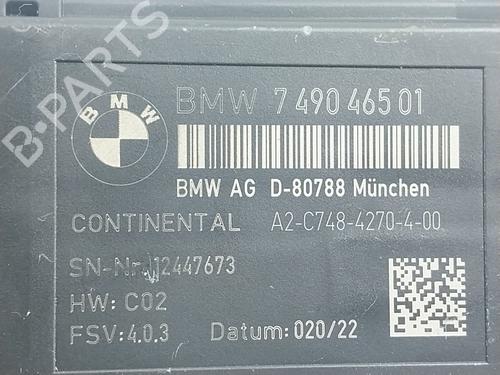 BMW
BMW 7 490 465 01
BMW AG D-80788 München
CONTINENTAL A2-C748-4270-4-00
SN-Nr.:12447673
HW: C02
FSV: 4.0.3 Datum: 020/22
B-PARTS